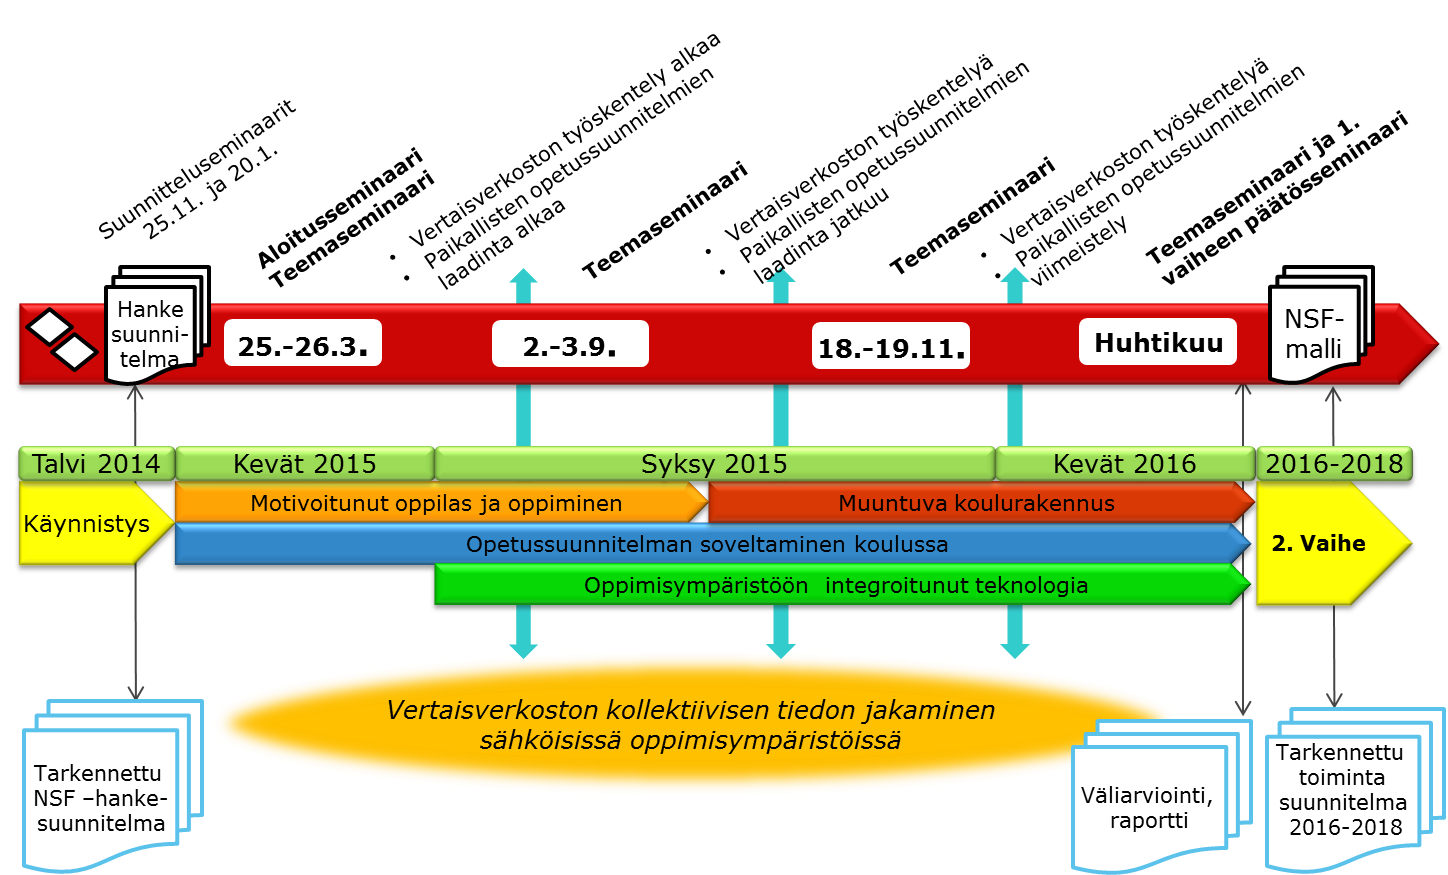 Suunnitteluseminaarit
25.11. ja 20.1.
Aloitusseminaari
Teemaseminaari
• Vertaisverkoston työskentely alkaa
• Paikallisten opetussuunnitelmien
laadinta alkaa
Teemaseminaari
• Vertaisverkoston työskentelyä
• Paikallisten opetussuunnitelmien
laadinta jatkuu
Teemaseminaari
• Vertaisverkoston työskentelyä
• Paikallisten opetussuunnitelmien
viimeistely
Teemaseminaari ja 1.
vaiheen päätösseminaari
Hanke
suunni-
telma
25.-26.3.
2.-3.9.
18.-19.11.
Huhtikuu
NSF-
malli
Talvi 2014
Kevät 2015
Syksy 2015
Kevät 2016
2016-2018
Käynnistys
Motivoitunut oppilas ja oppiminen
Muuntuva koulurakennus
Opetussuunnitelman soveltaminen koulussa
Oppimisympäristöön integroitunut teknologia
2. Vaihe
Vertaisverkoston kollektiivisen tiedon jakaminen
sähköisissä oppimisympäristöissä
Tarkennettu
NSF –hanke-
suunnitelma
Väliarviointi,
raportti
Tarkennettu
toiminta
suunnitelma
2016-2018